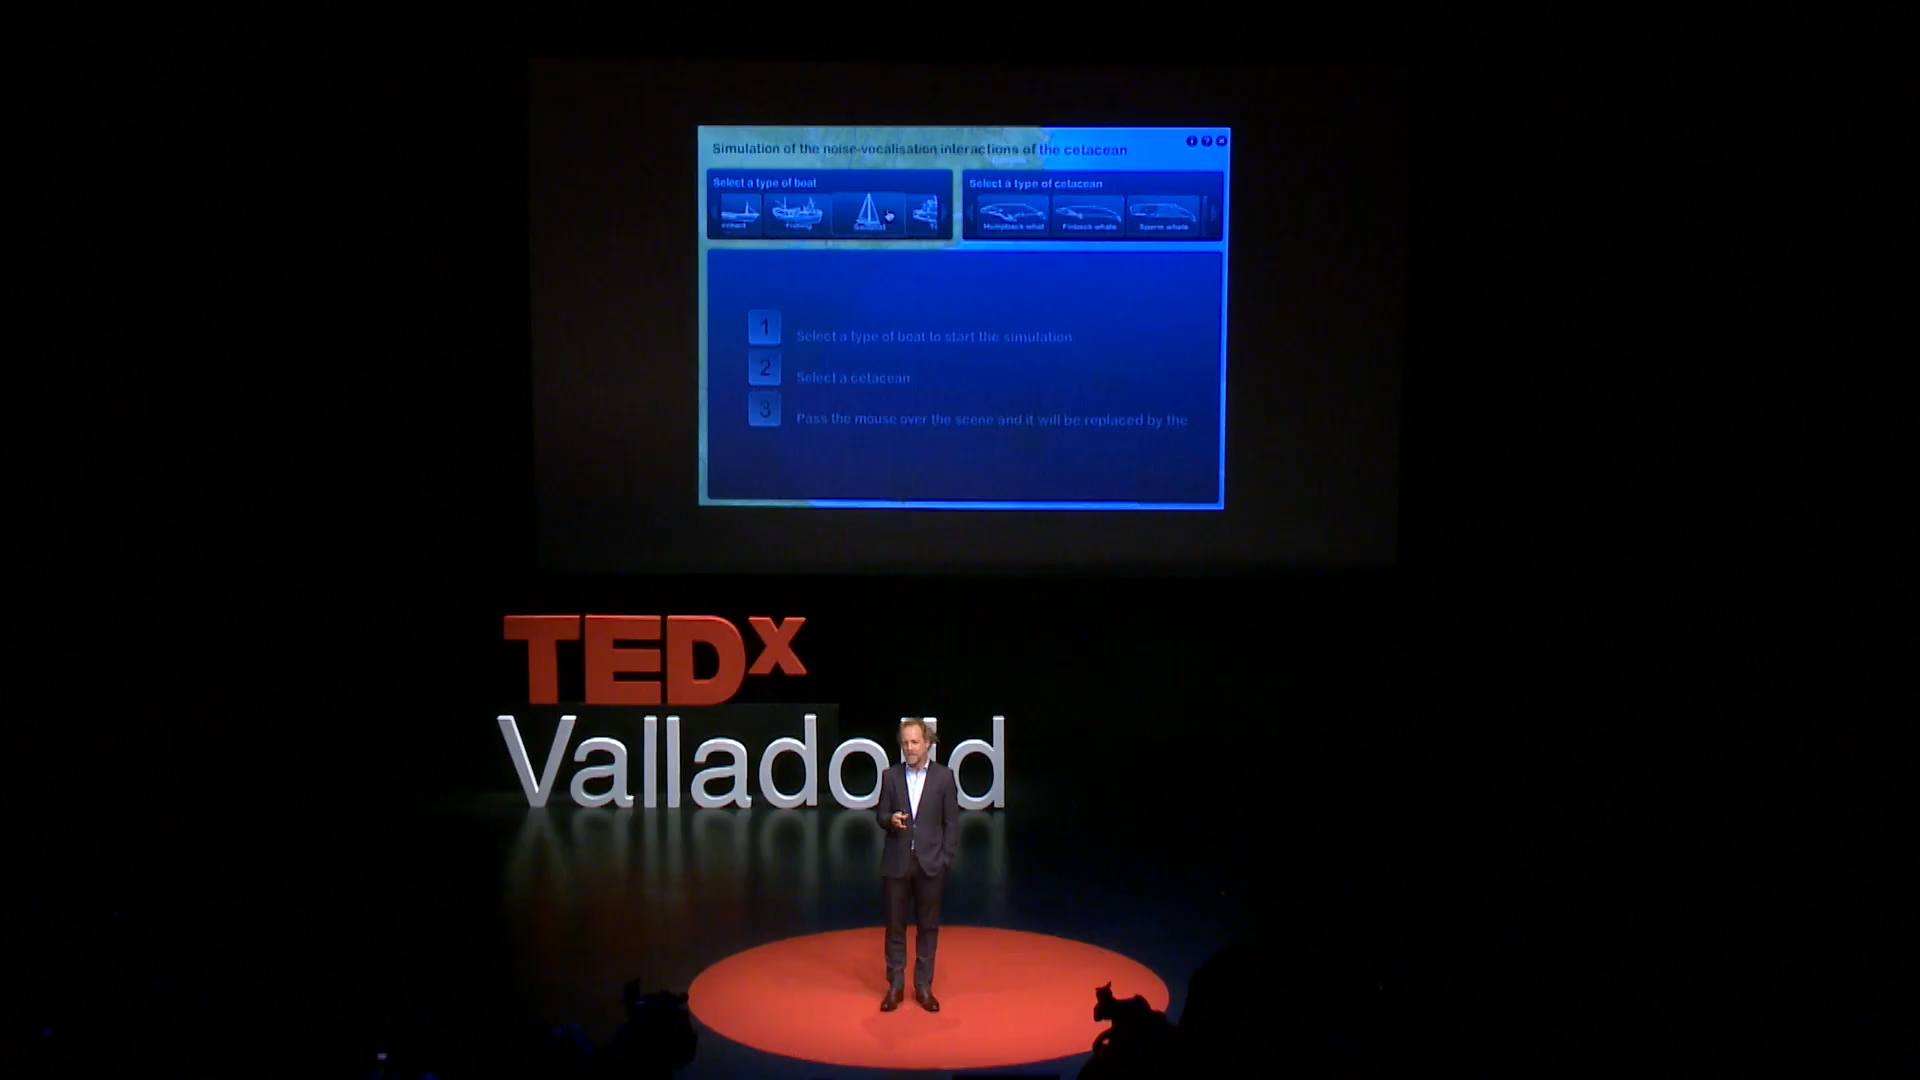 Simulation of the noise-vocalisation interactions of the cetacean
Select a type of boat
Select a type of cetacean
Fishing
Sailboat
Humpback whal
Finback whale
Sperm whale
1
Select a type of boat to start the simulation
2
Select a cetacean
3
Pass the mouse over the scene and it will be replaced by the
TEDx
Valladolid